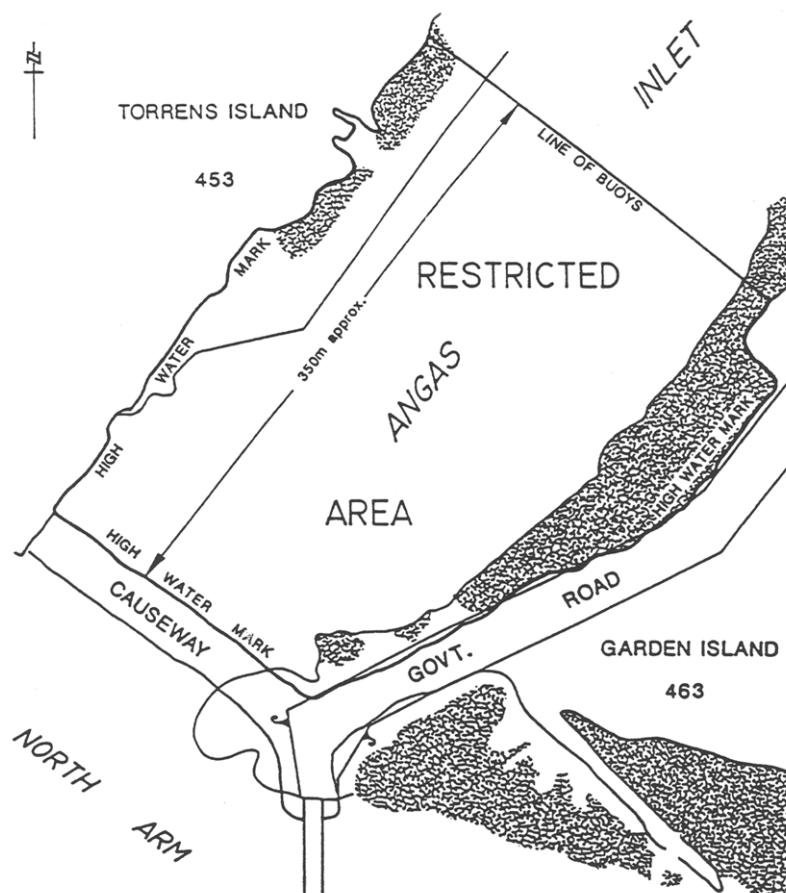 N
INLET
TORRENS ISLAND
453
LINE OF BUOYS
HIGH WATER MARK
RESTRICTED
350m approx.
ANGAS
HIGH WATER MARK
AREA
HIGH WATER MARK
CAUSEWAY
GOVT. ROAD
GARDEN ISLAND
463
NORTH ARM